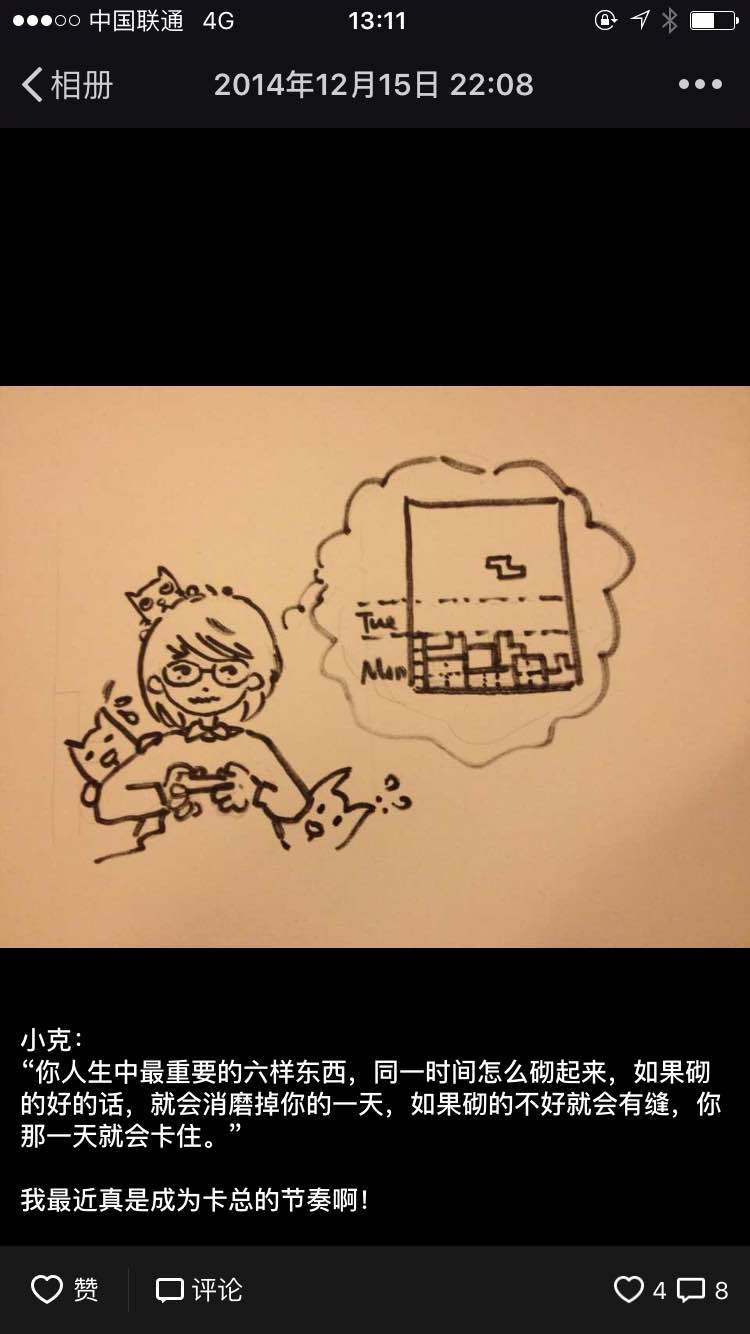 中国联通 4G 13:11
相册 2014年12月15日 22:08
Tue
Mon
小克：
“你人生中最重要的六样东西，同一时间怎么砌起来，如果砌
的好的话，就会消磨掉你的一天，如果砌的不好就会有缝，你
那一天就会卡住。”
我最近真是成为卡总的节奏啊！
赞 评论 4 8